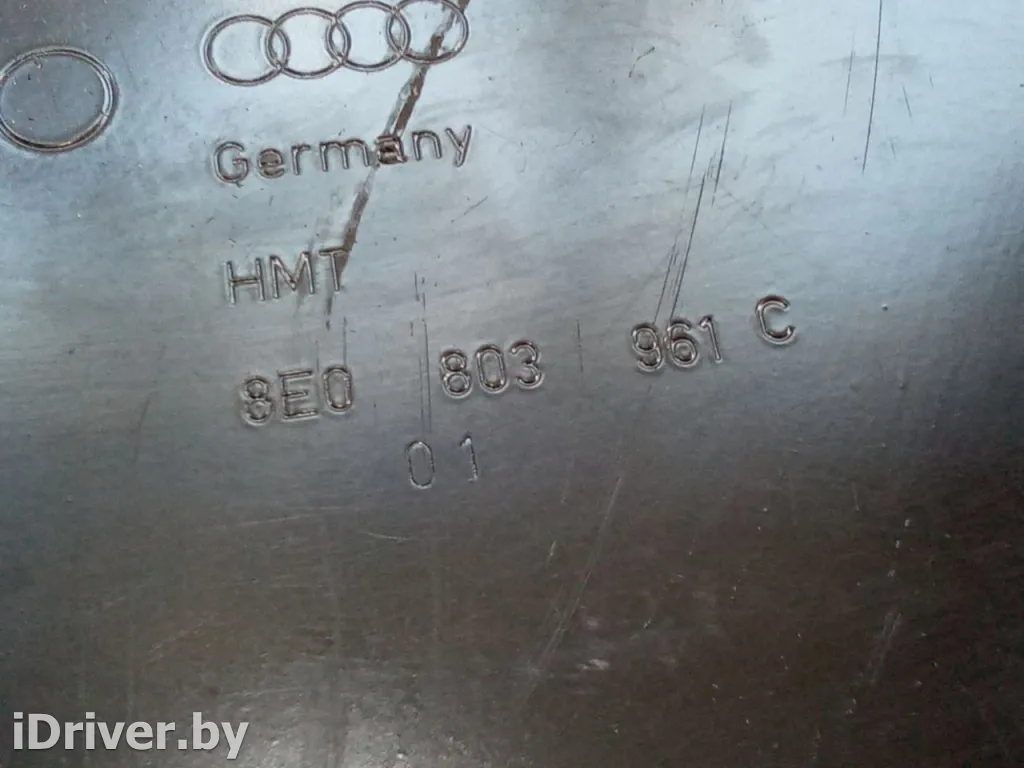 Germany
HMT
8E0 803 961 C
01
iDriver.by